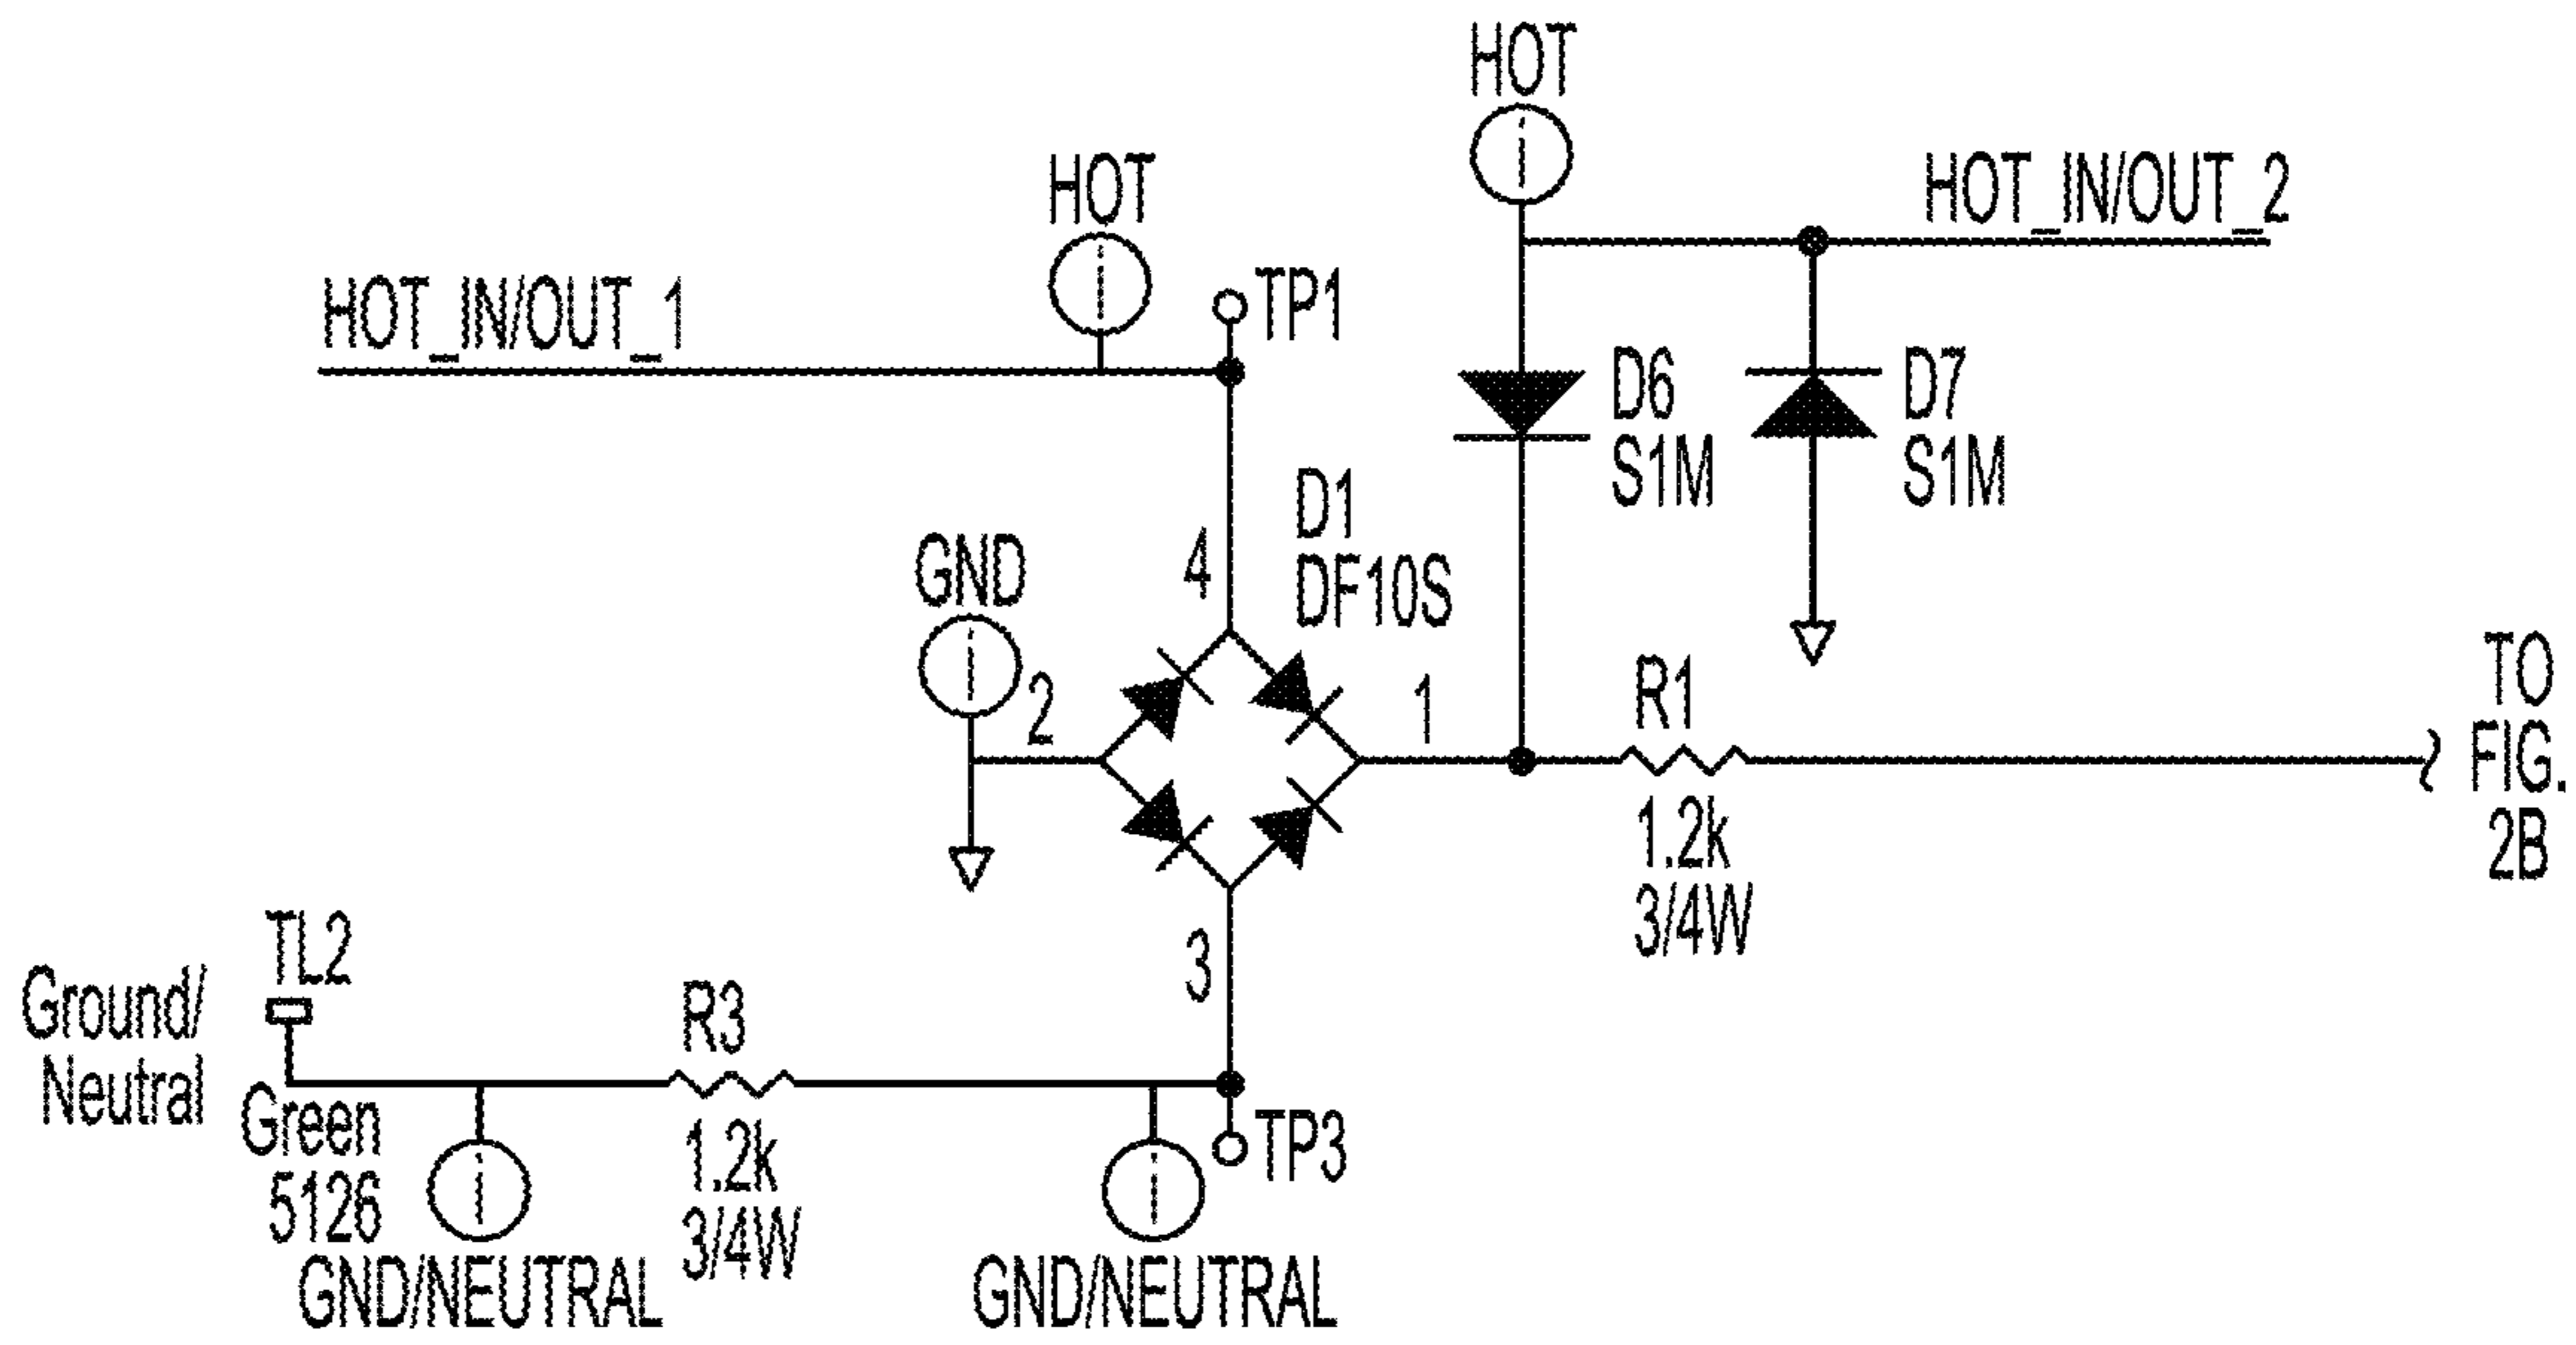 HOT
HOT
HOT_IN/OUT_2
HOT_IN/OUT_1
TP1
D6
S1M
D7
S1M
D1
DF10S
4
GND
2
1
R1
1.2k
3/4W
TO
FIG.
2B
3
TL2
Ground/
Neutral
Green
5126
R3
1.2k
3/4W
TP3
GND/NEUTRAL
GND/NEUTRAL